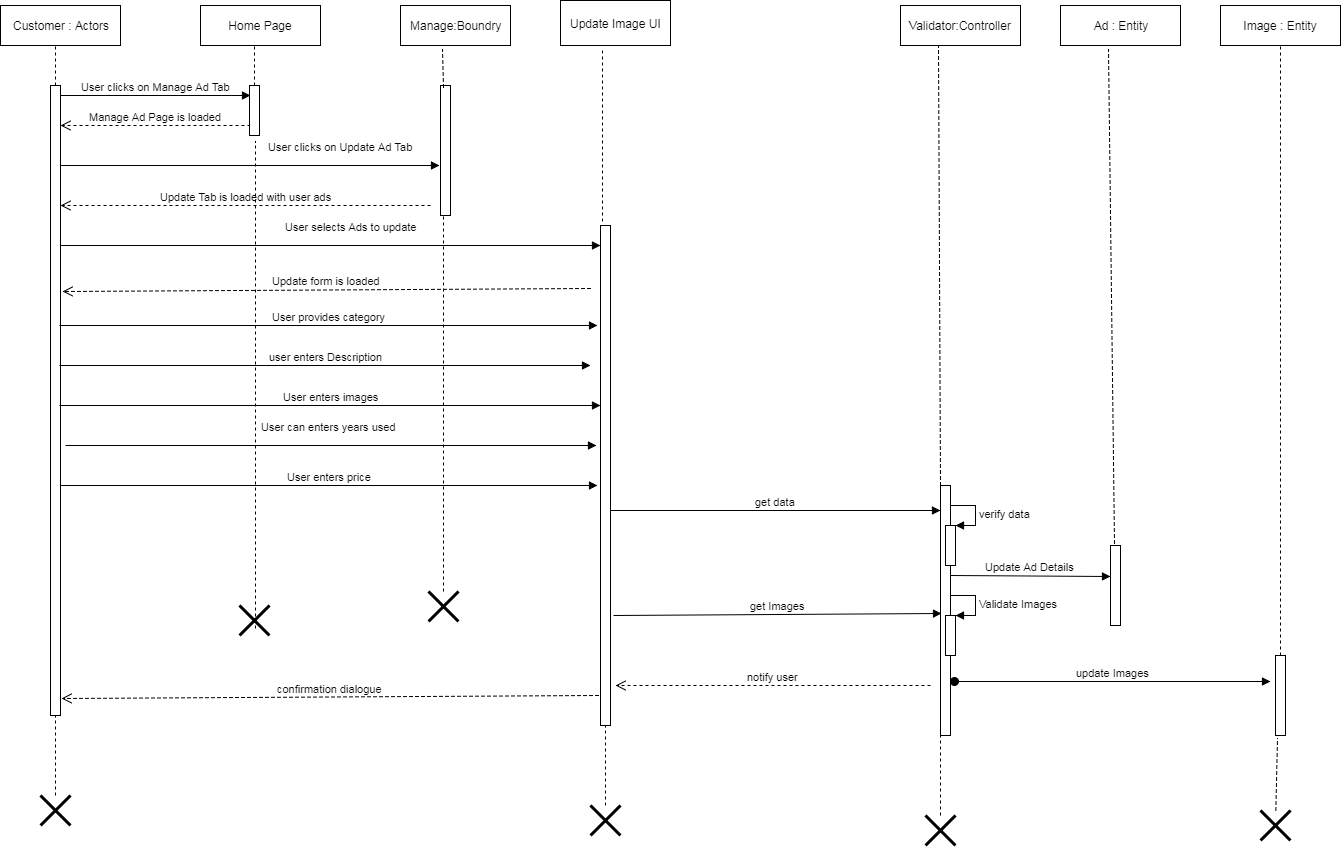 Customer : Actors
Home Page
Manage:Boundry
Update Image UI
Validator:Controller
Ad : Entity
Image : Entity
User clicks on Manage Ad Tab
Manage Ad Page is loaded
User clicks on Update Ad Tab
Update Tab is loaded with user ads
User selects Ads to update
Update form is loaded
User provides category
user enters Description
User enters images
User can enters years used
User enters price
get data
verify data
Update Ad Details
get Images
Validate Images
update Images
notify user
confirmation dialogue